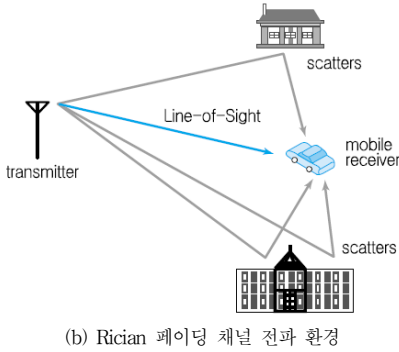 scatters
Line-of-Sight
mobile
receiver
transmitter
scatters
(b) Rician 페이딩 채널 전파 환경